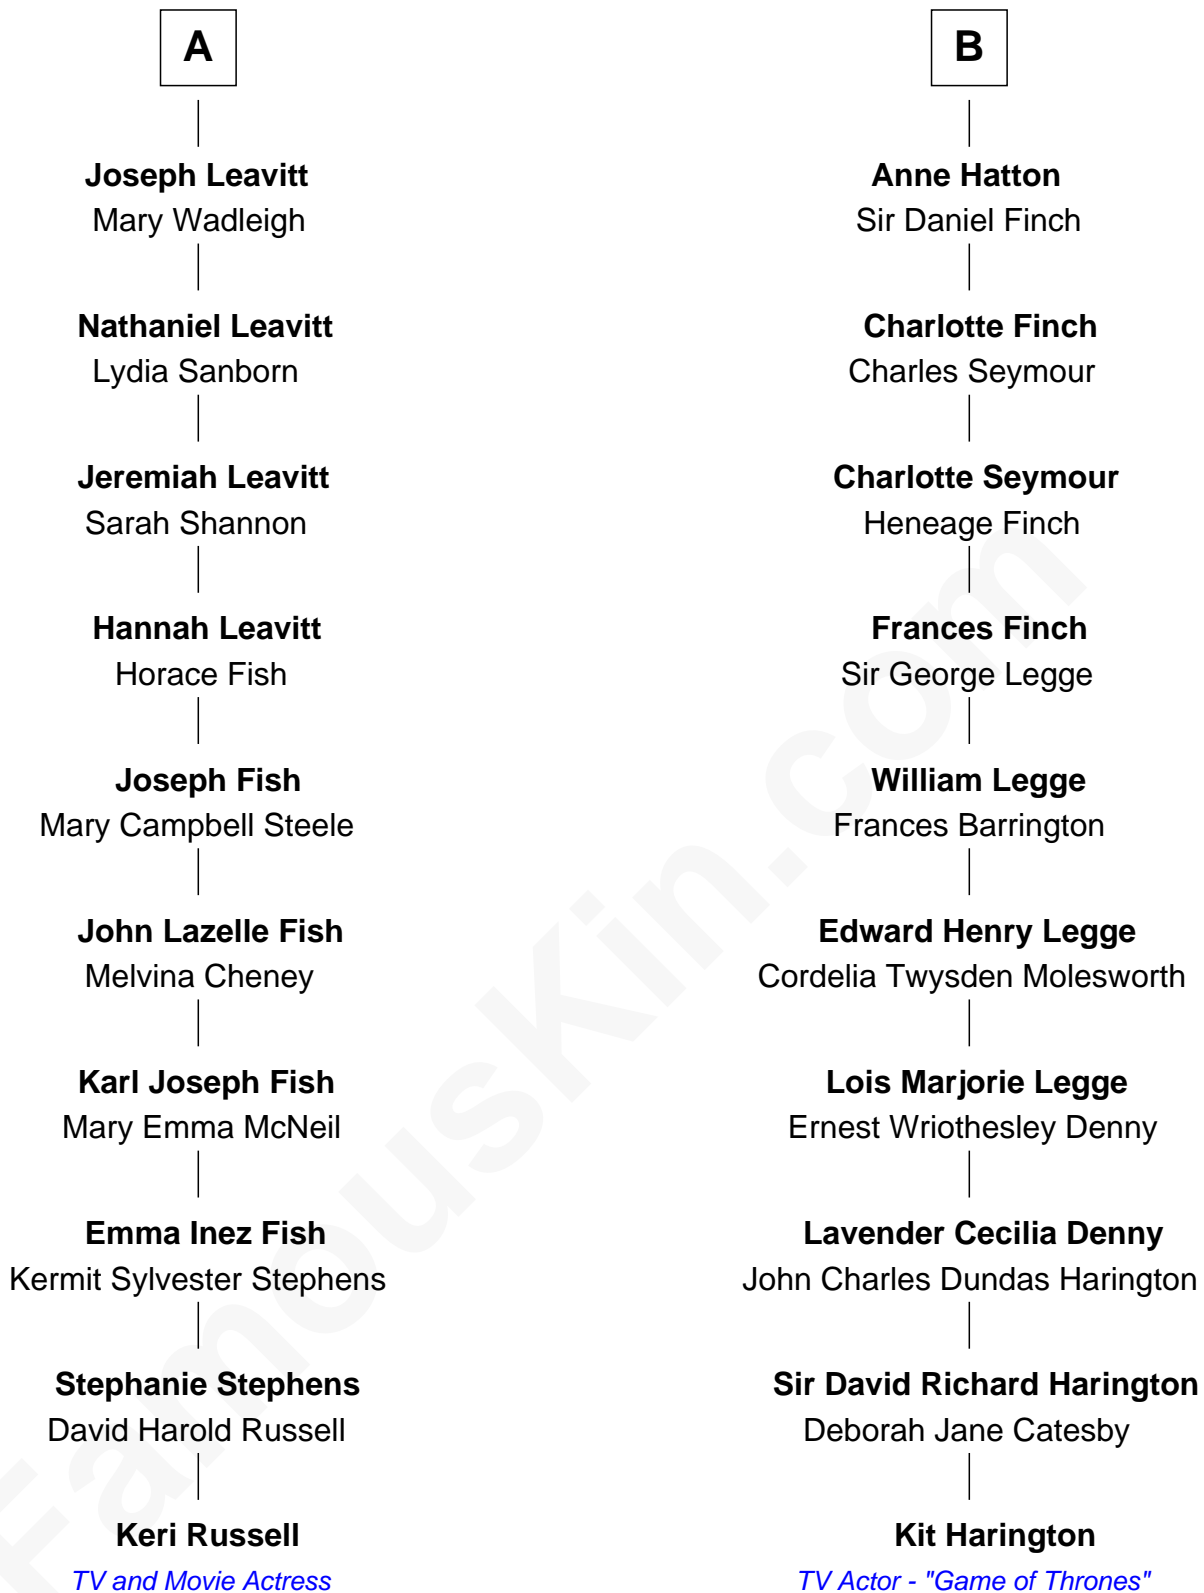 A
Joseph Leavitt
Mary Wadleigh
Nathaniel Leavitt
Lydia Sanborn
Jeremiah Leavitt
Sarah Shannon
Hannah Leavitt
Horace Fish
Joseph Fish
Mary Campbell Steele
John Lazelle Fish
Melvina Cheney
Karl Joseph Fish
Mary Emma McNeil
Emma Inez Fish
Kermit Sylvester Stephens
Stephanie Stephens
David Harold Russell
Keri Russell
TV and Movie Actress
B
Anne Hatton
Sir Daniel Finch
Charlotte Finch
Charles Seymour
Charlotte Seymour
Heneage Finch
Frances Finch
Sir George Legge
William Legge
Frances Barrington
Edward Henry Legge
Cordelia Twysden Molesworth
Lois Marjorie Legge
Ernest Wriothesley Denny
Lavender Cecilia Denny
John Charles Dundas Harington
Sir David Richard Harington
Deborah Jane Catesby
Kit Harington
TV Actor - "Game of Thrones"
FamousKin.com